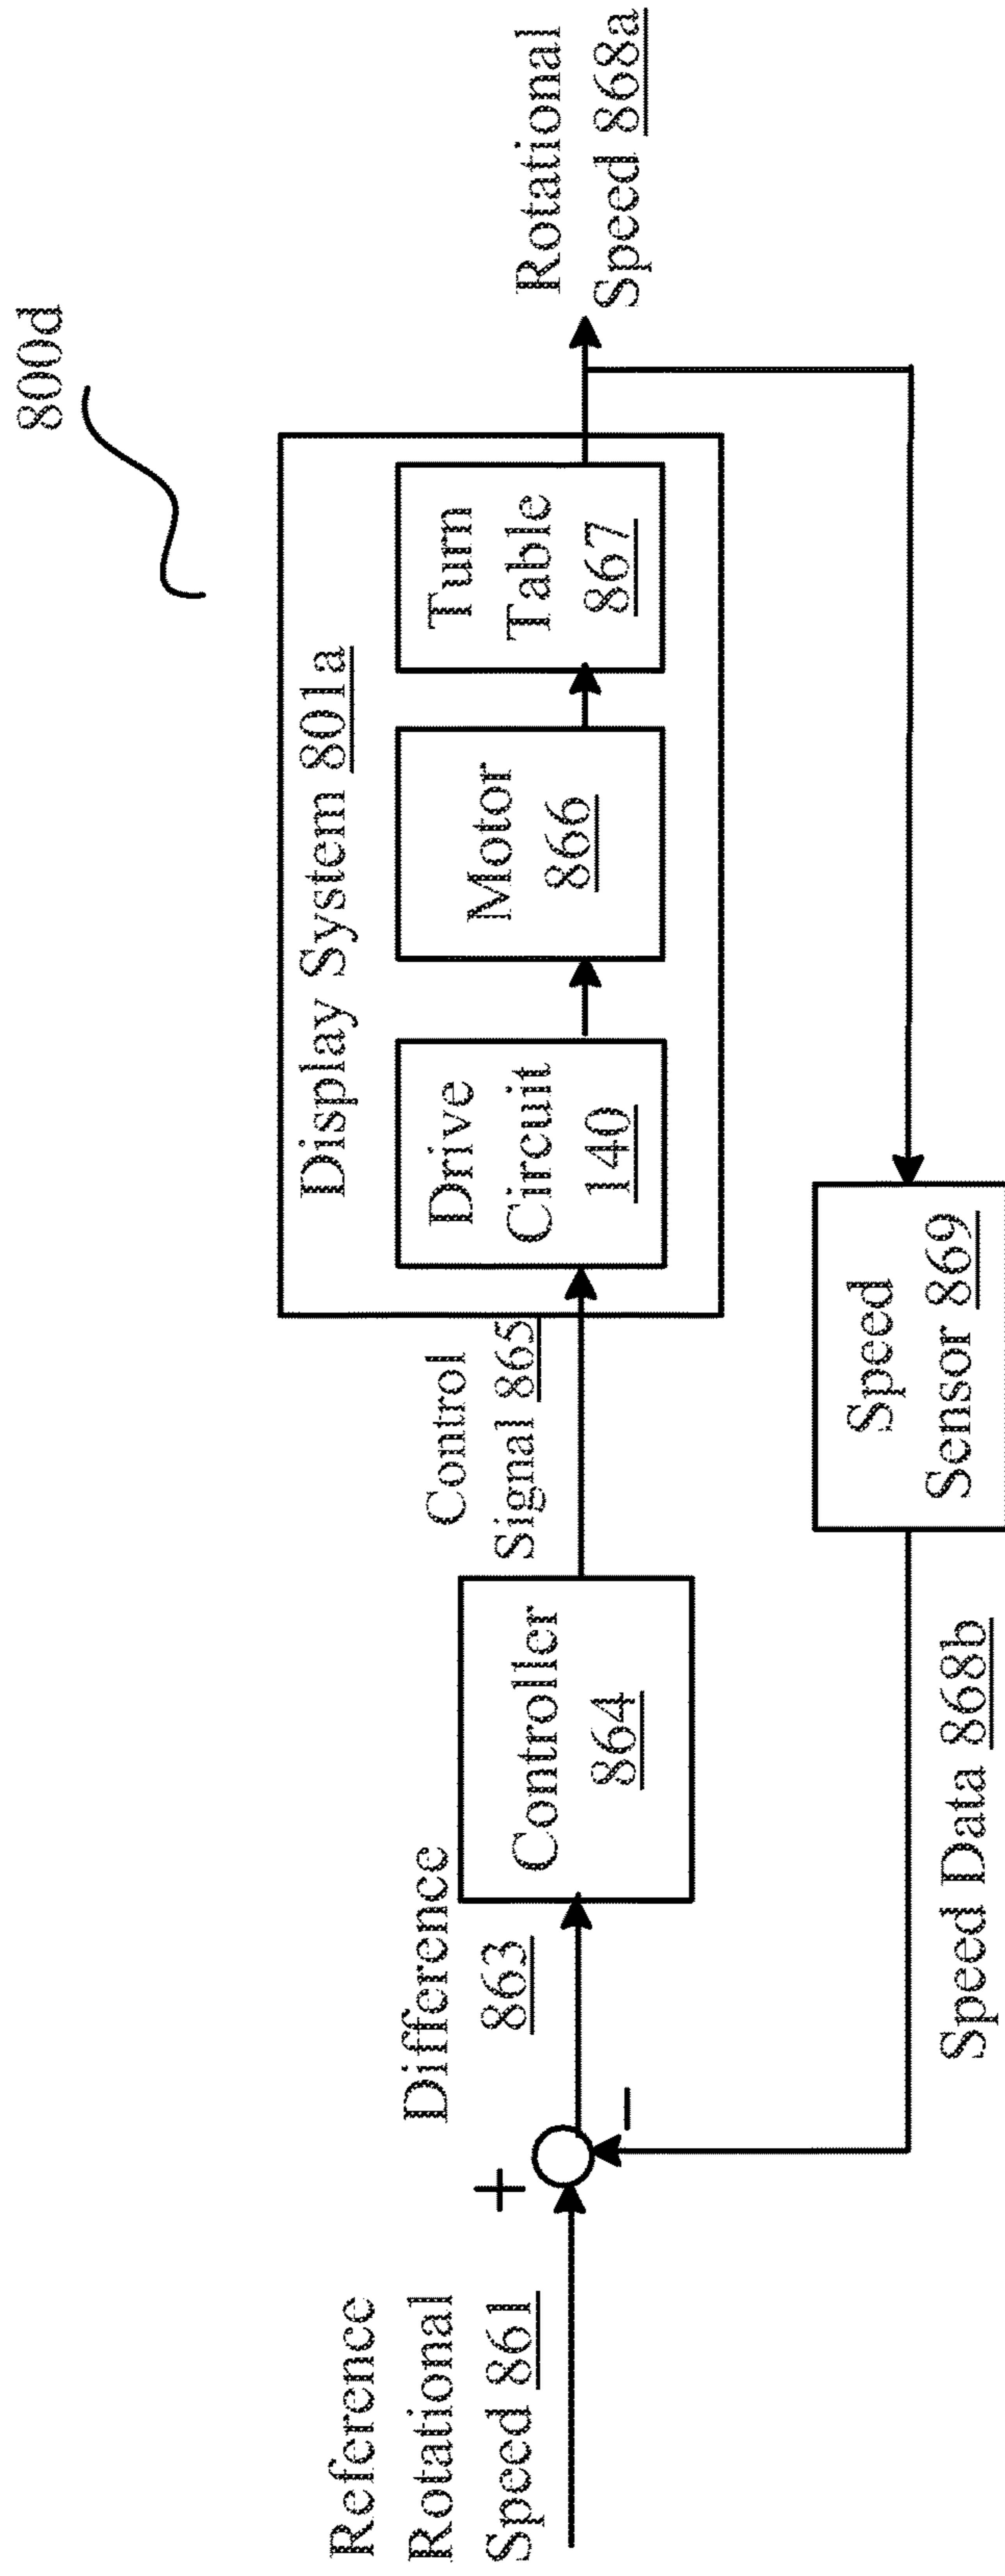 800d
Reference
Rotational
Speed 861
+
−
Difference
863
Controller
864
Control
Signal 865
Display System 801a
Drive
Circuit
140
Motor
866
Turn
Table
867
Rotational
Speed 868a
Speed
Sensor 869
Speed Data 868b